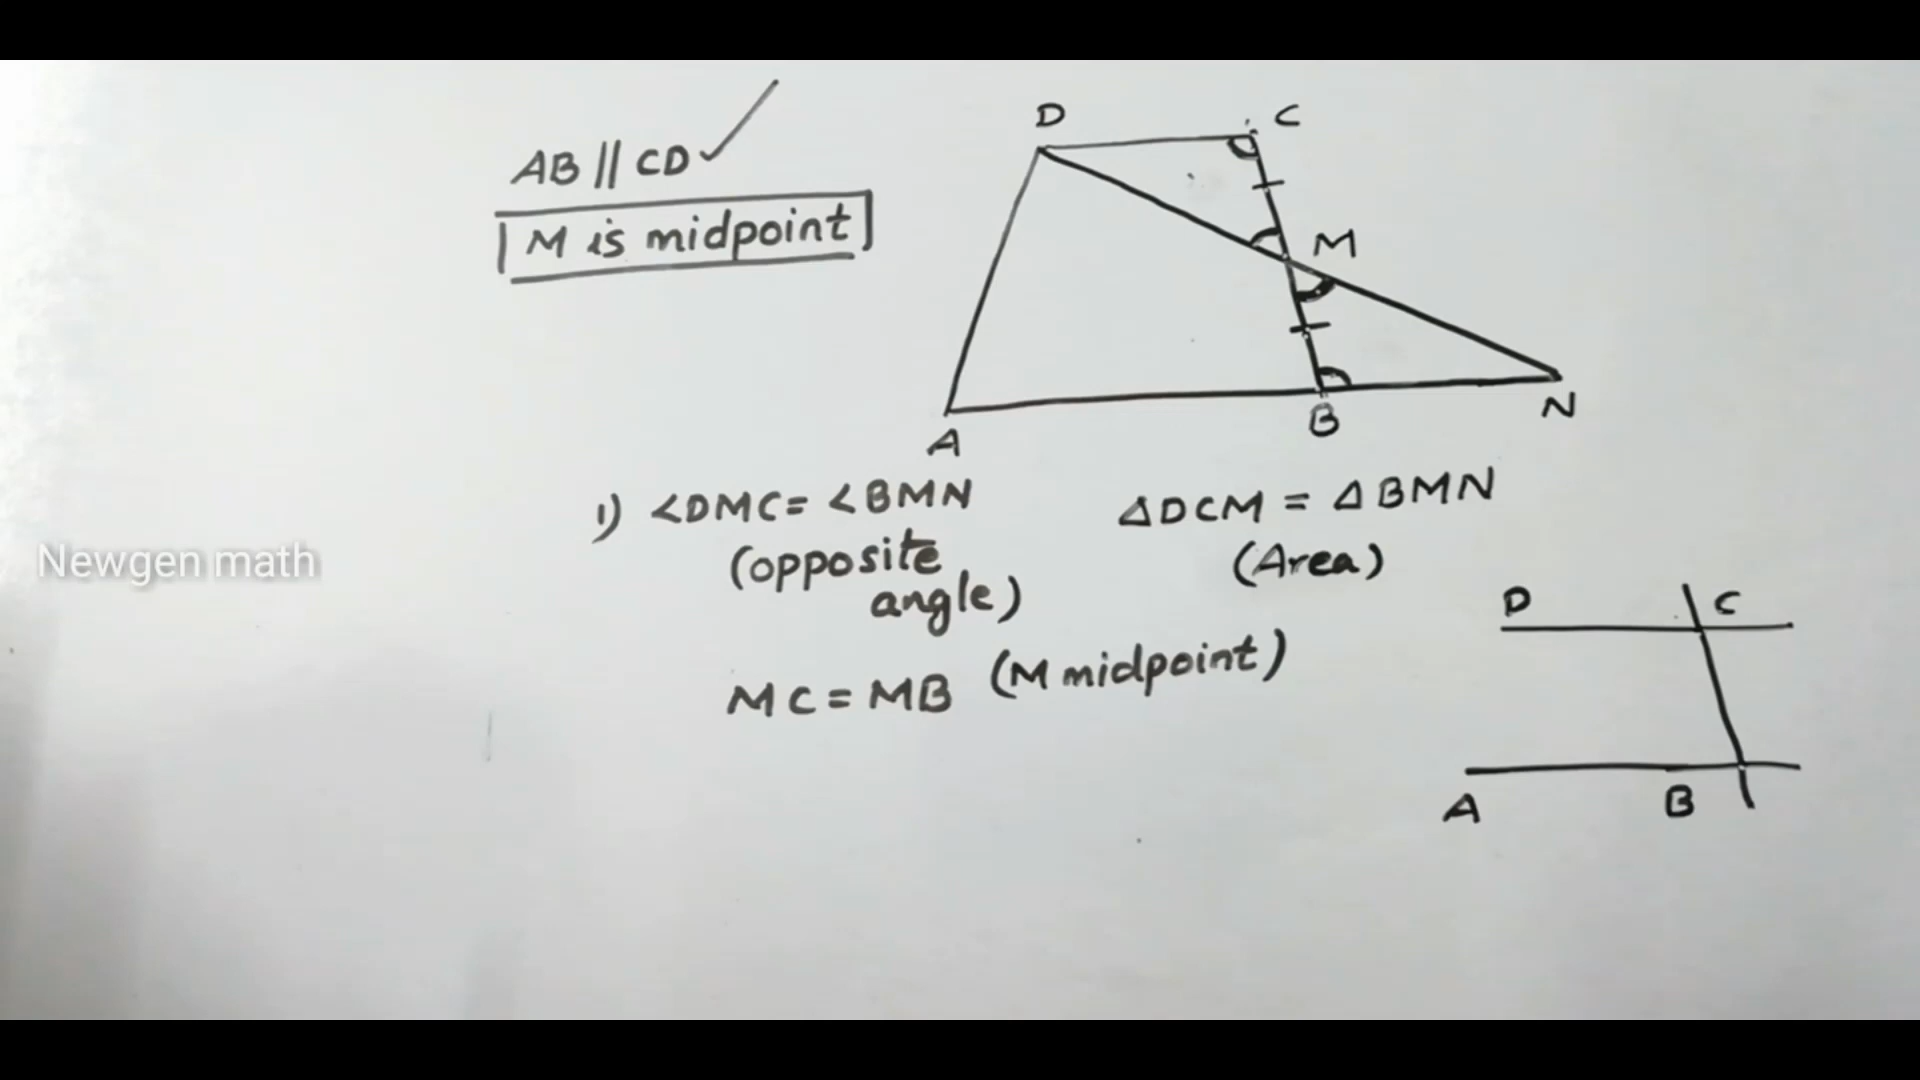 D
C
AB || CD ✓
M is midpoint
M
A
B
N
1) <DMC = <BMN
(opposite
angle)
ΔDCM = ΔBMN
(Area)
Newgen math
MC = MB (M midpoint)
D
C
A
B